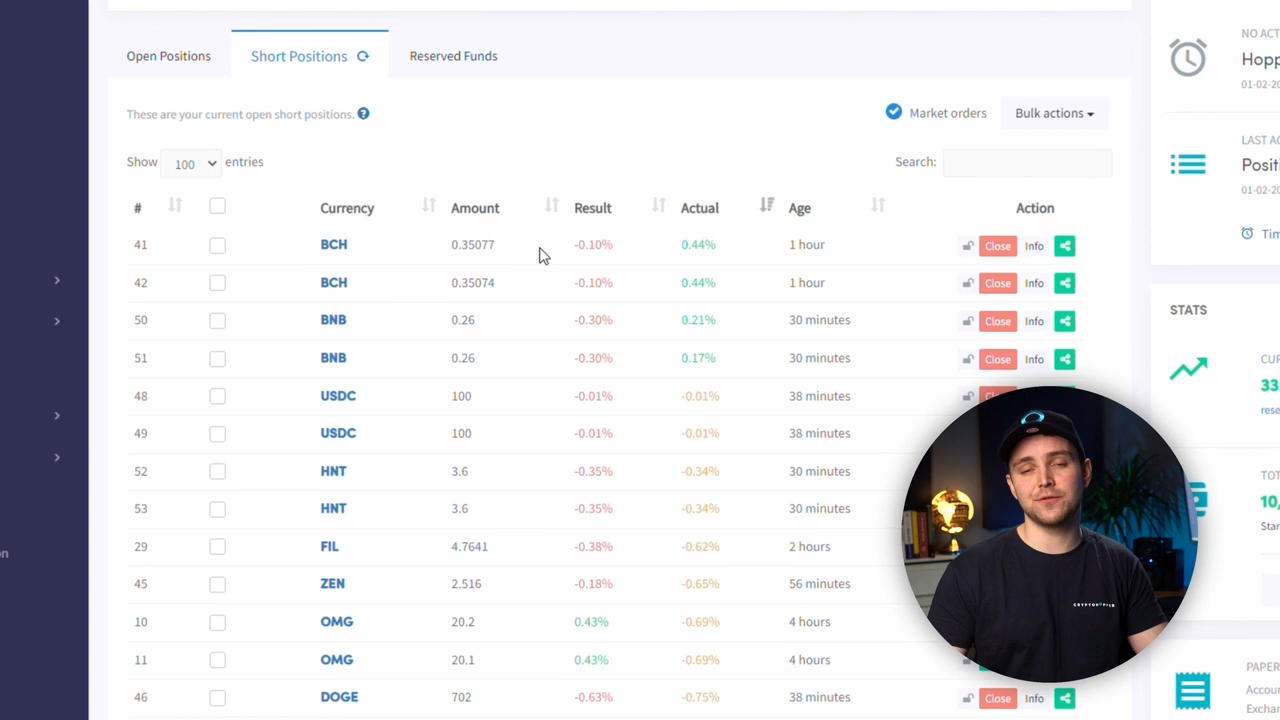 Open Positions Short Positions Reserved Funds
These are your current open short positions. ?
Market orders Bulk actions
Show 100 entries Search:
# Currency Amount Result Actual Age Action
41 BCH 0.35077 -0.10% 0.44% 1 hour Close Info
42 BCH 0.35074 -0.10% 0.44% 1 hour Close Info
50 BNB 0.26 -0.30% 0.21% 30 minutes Close Info
51 BNB 0.26 -0.30% 0.17% 30 minutes Close Info
48 USDC 100 -0.01% -0.01% 38 minutes
49 USDC 100 -0.01% -0.01% 38 minutes
52 HNT 3.6 -0.35% -0.34% 30 minutes
53 HNT 3.6 -0.35% -0.34% 30 minutes
29 FIL 4.7641 -0.38% -0.62% 2 hours
45 ZEN 2.516 -0.18% -0.65% 56 minutes
10 OMG 20.2 0.43% -0.69% 4 hours
11 OMG 20.1 0.43% -0.69% 4 hours
46 DOGE 702 -0.63% -0.75% 38 minutes Close Info
NO ACT
Hopp
01-02-20
LAST AC
Positi
01-02-20
Tim
STATS
CUR
33
rese
TOT
10,
Star
PAPER
Accou
Exchan
on
CRYPTOHOPPER